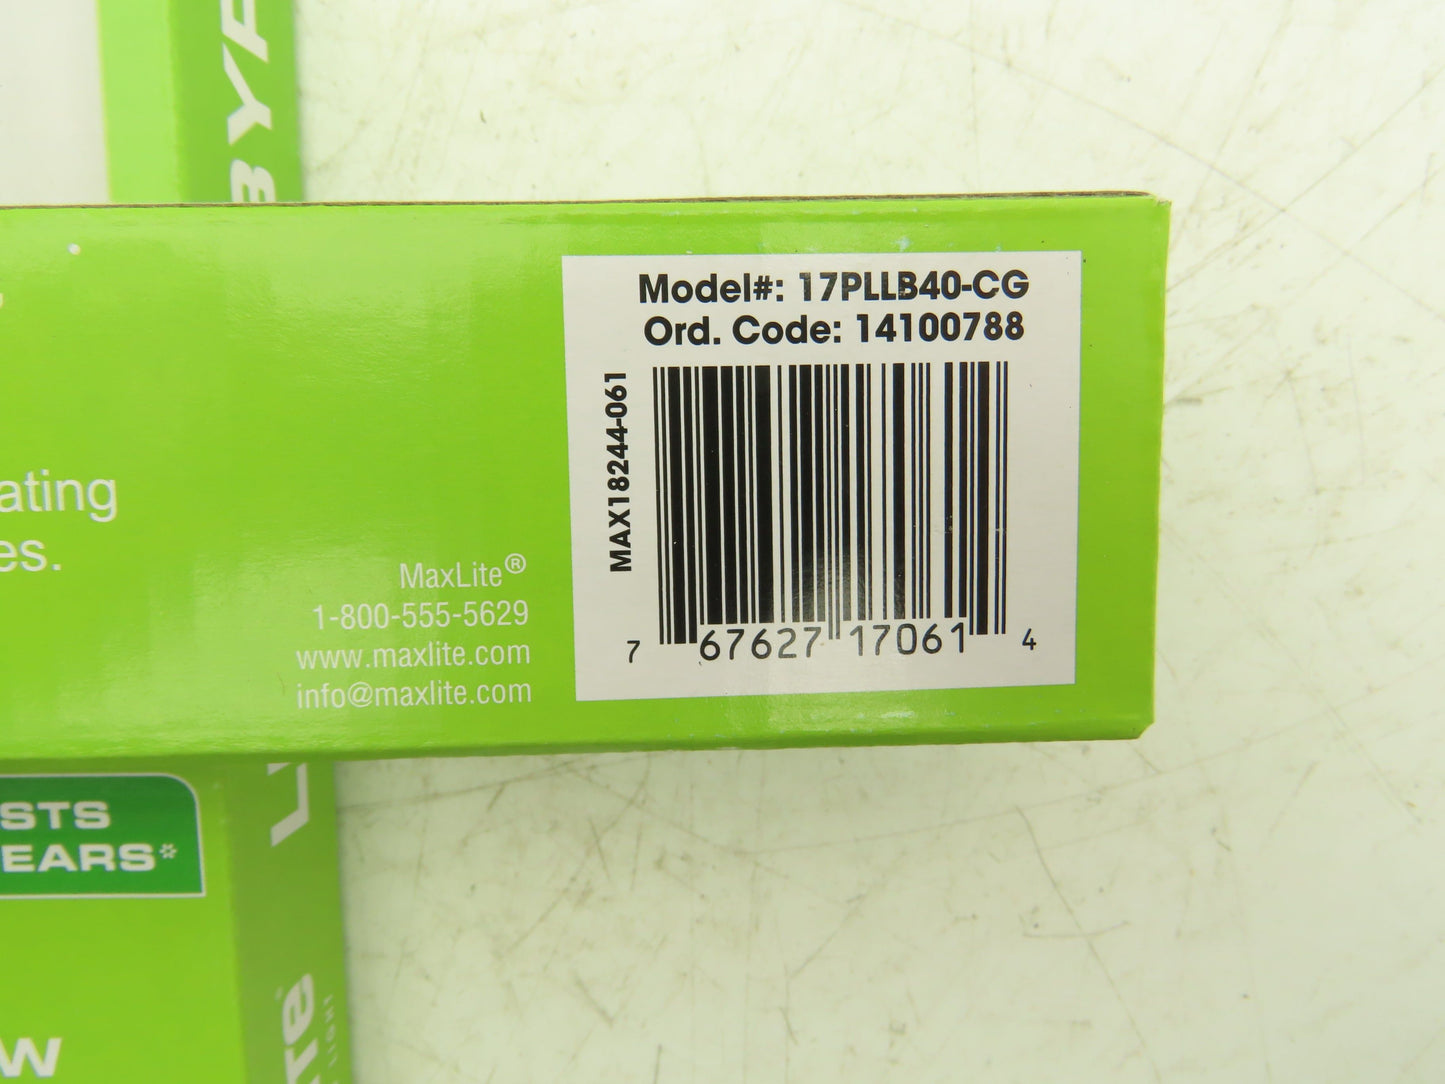 BY
Model#: 17PLLB40-CG
Ord. Code: 14100788
MAX18244-061
7 67627 17061 4
ating
es.
MaxLite®
1-800-555-5629
www.maxlite.com
info@maxlite.com
STS
EARS*
W